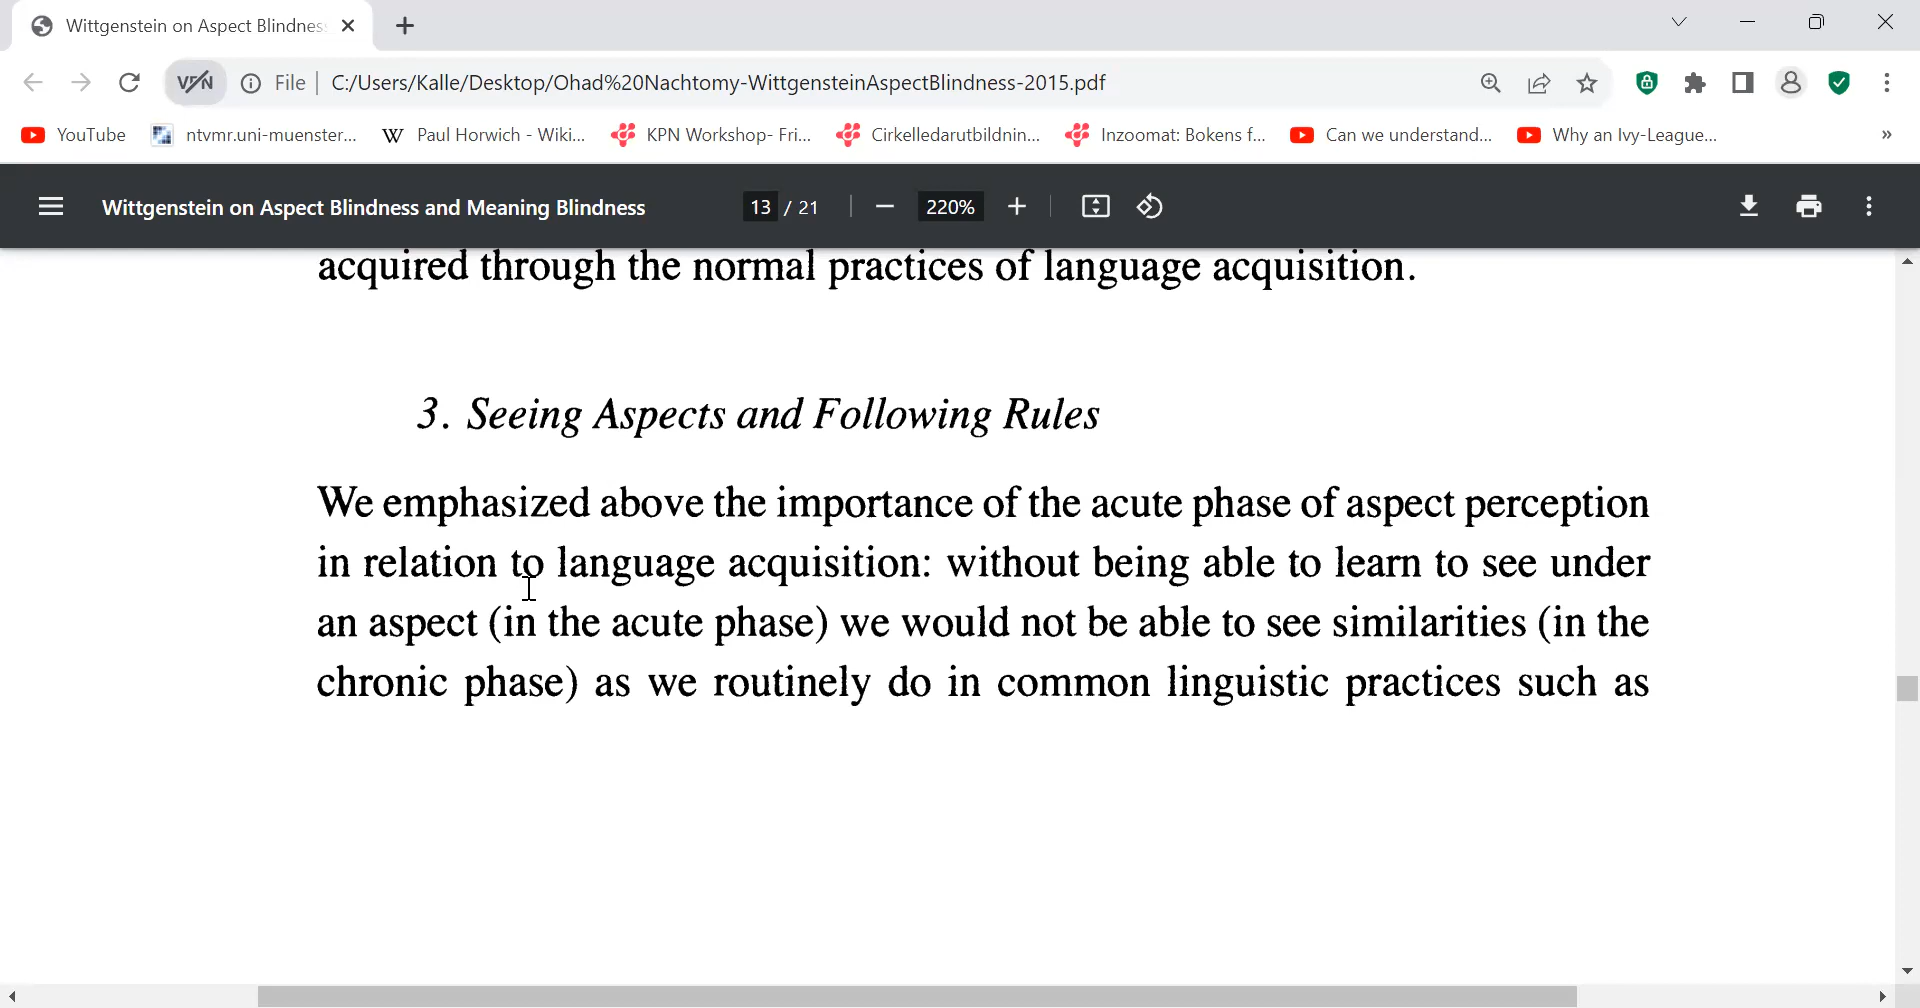 Wittgenstein on Aspect Blindnes
File C:/Users/Kalle/Desktop/Ohad%20Nachtomy-WittgensteinAspectBlindness-2015.pdf
YouTube ntvmr.uni-muenster... Paul Horwich - Wiki... KPN Workshop- Fri... Cirkelledarutbildnin... Inzoomat: Bokens f... Can we understand... Why an Ivy-League... »
Wittgenstein on Aspect Blindness and Meaning Blindness 13 / 21 220%
acquired through the normal practices of language acquisition.
3. Seeing Aspects and Following Rules
We emphasized above the importance of the acute phase of aspect perception
in relation to language acquisition: without being able to learn to see under
an aspect (in the acute phase) we would not be able to see similarities (in the
chronic phase) as we routinely do in common linguistic practices such as